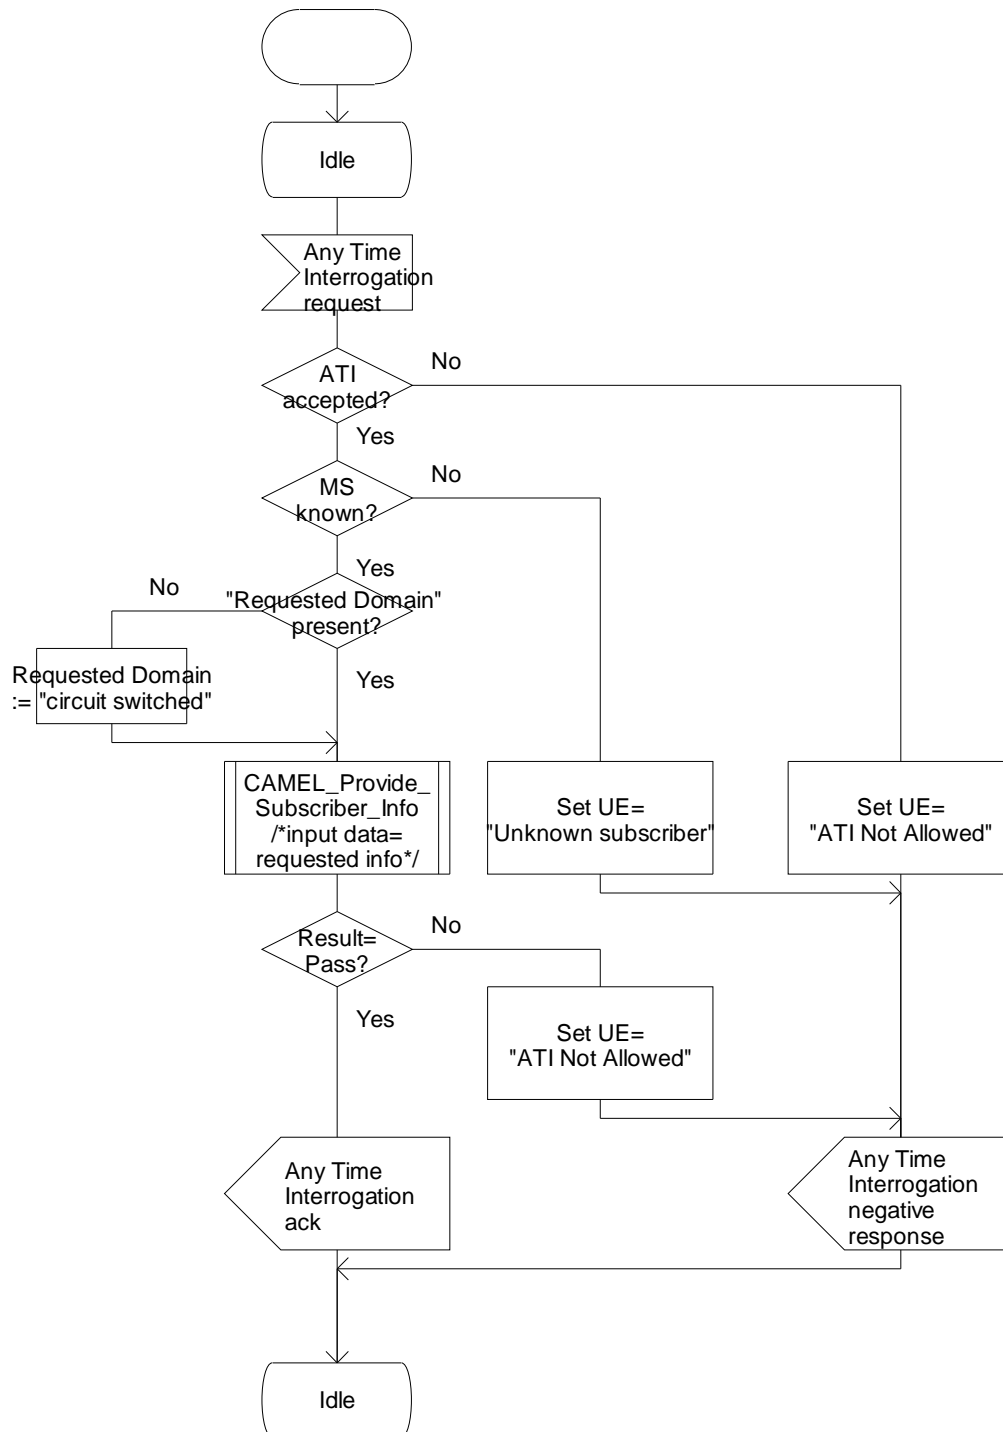 Idle
Any Time
Interrogation
request
ATI
accepted?
No
Yes
MS
known?
No
Yes
"Requested Domain"
present?
No
Yes
Requested Domain
:= "circuit switched"
CAMEL_Provide_
Subscriber_Info
/*input data=
requested info*/
Set UE=
"Unknown subscriber"
Set UE=
"ATI Not Allowed"
Result=
Pass?
No
Yes
Set UE=
"ATI Not Allowed"
Any Time
Interrogation
ack
Any Time
Interrogation
negative
response
Idle